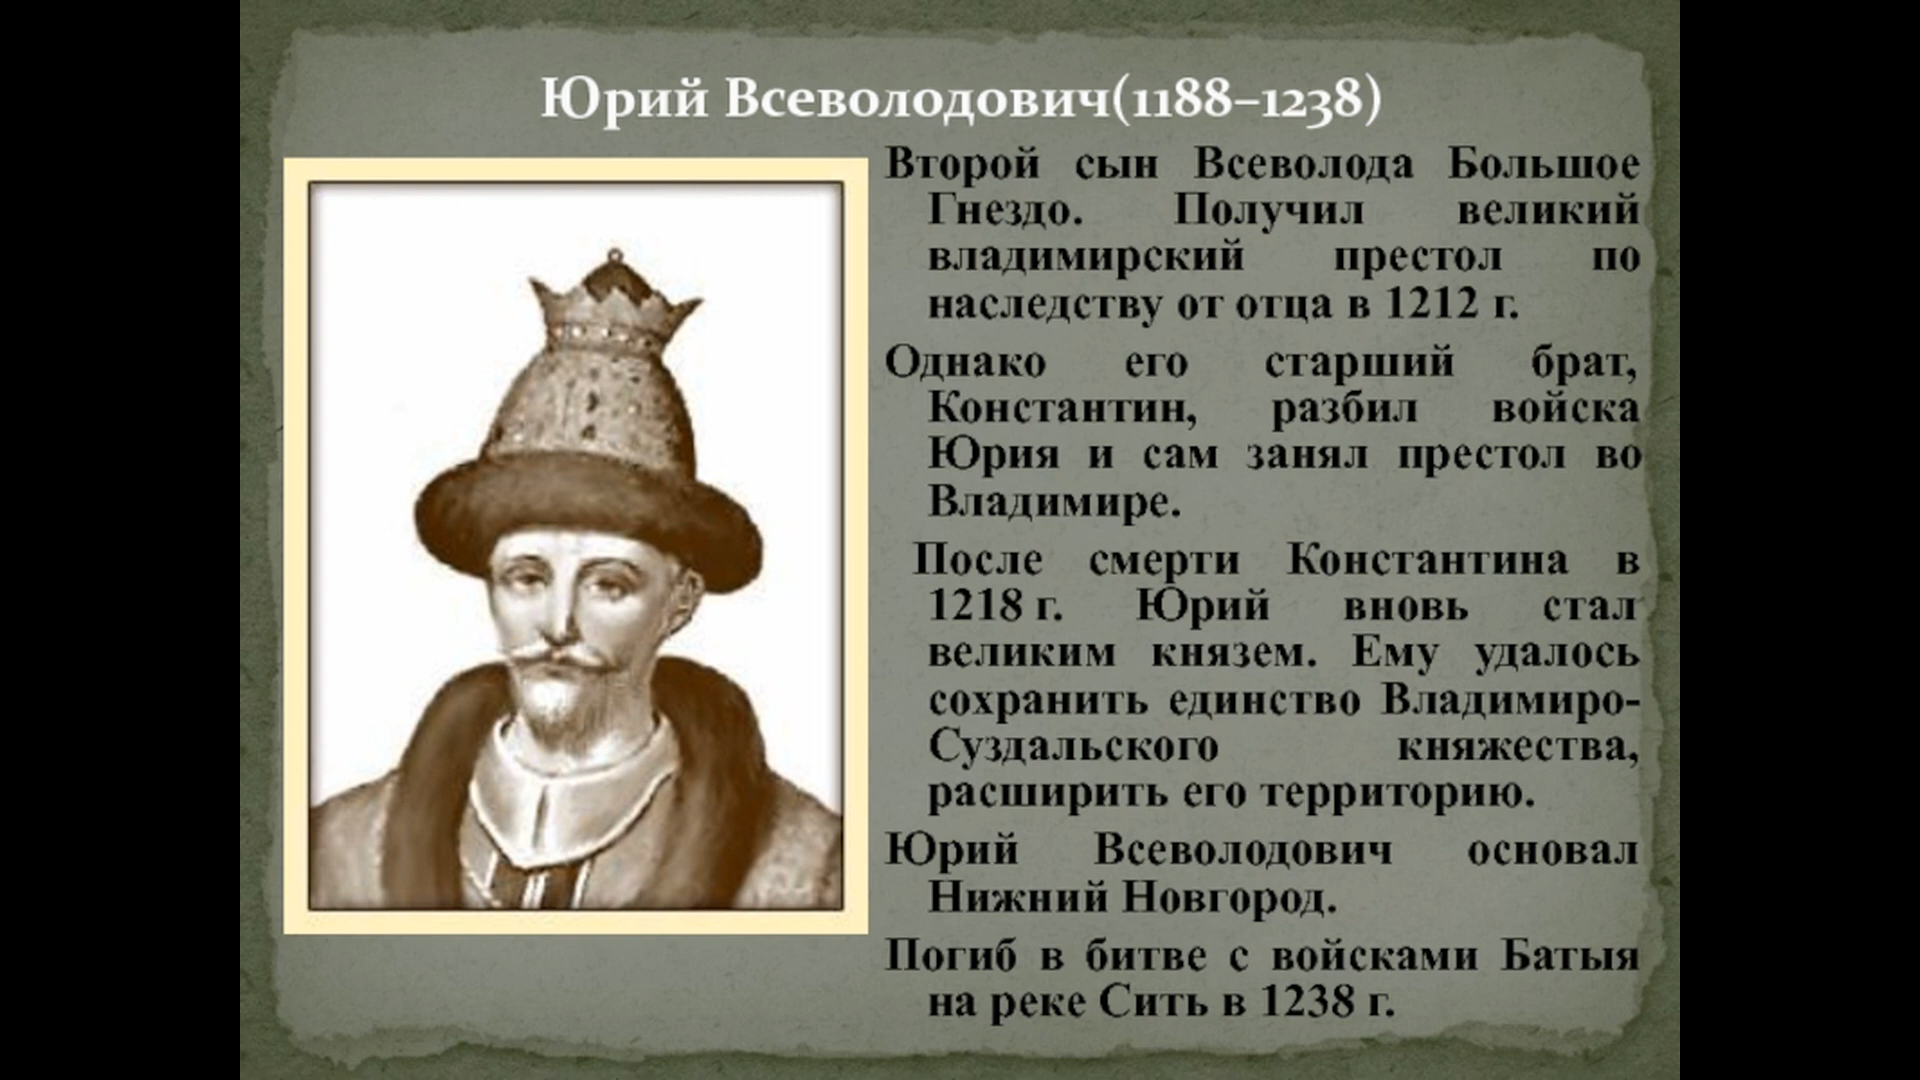 Юрий Всеволодович(1188–1238)
Второй сын Всеволода Большое
Гнездо. Получил великий
владимирский престол по
наследству от отца в 1212 г.
Однако его старший брат,
Константин, разбил войска
Юрия и сам занял престол во
Владимире.
После смерти Константина в
1218 г. Юрий вновь стал
великим князем. Ему удалось
сохранить единство Владимиро-
Суздальского княжества,
расширить его территорию.
Юрий Всеволодович основал
Нижний Новгород.
Погиб в битве с войсками Батыя
на реке Сить в 1238 г.